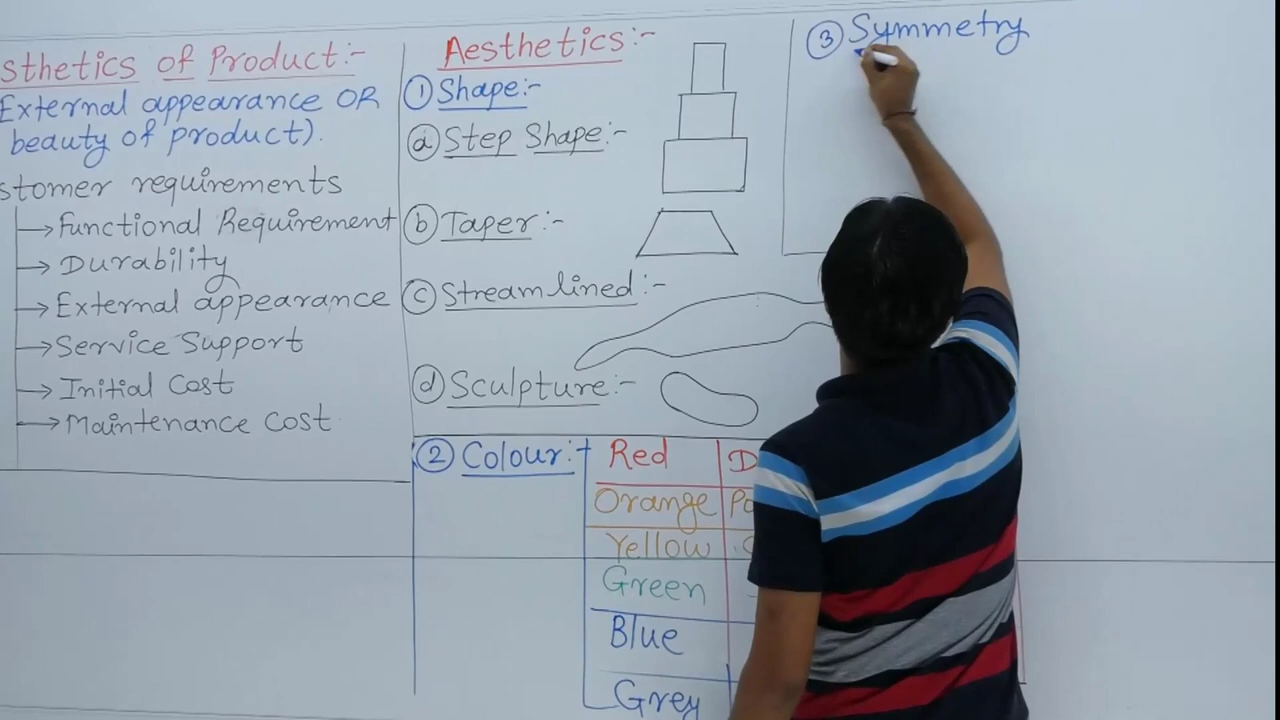 sthetics of Product:-
External appearance OR
beauty of product).
stomer requirements
→Functional Requirement
→Durability
→External appearance
→Service Support
→Initial Cost
→Maintenance Cost
Aesthetics:-
① Shape:-
ⓐ Step Shape:-
ⓑ Taper:-
ⓒ Streamlined:-
ⓓ Sculpture:-
② Colour:-
Red D
Orange Po
Yellow
Green
Blue
Grey
③ Symmetry